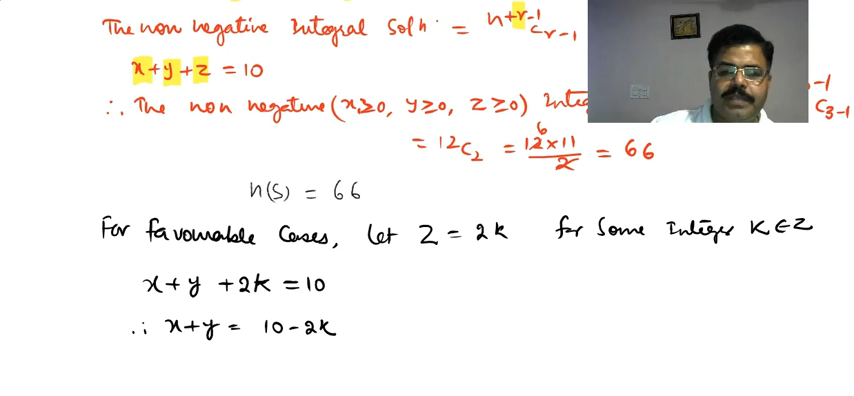 The non negative Integral Solⁿ. = n+r-1Cr-1
x+y+z = 10
∴ The non negative (x≥0, y≥0, z≥0) -1
C3-1
= 12C2 = 6 12×11/2 = 66
n(S) = 66
For favourable Cases, let Z = 2k for Some Integer K∈Z
x+y+2k = 10
∴ x+y = 10-2k